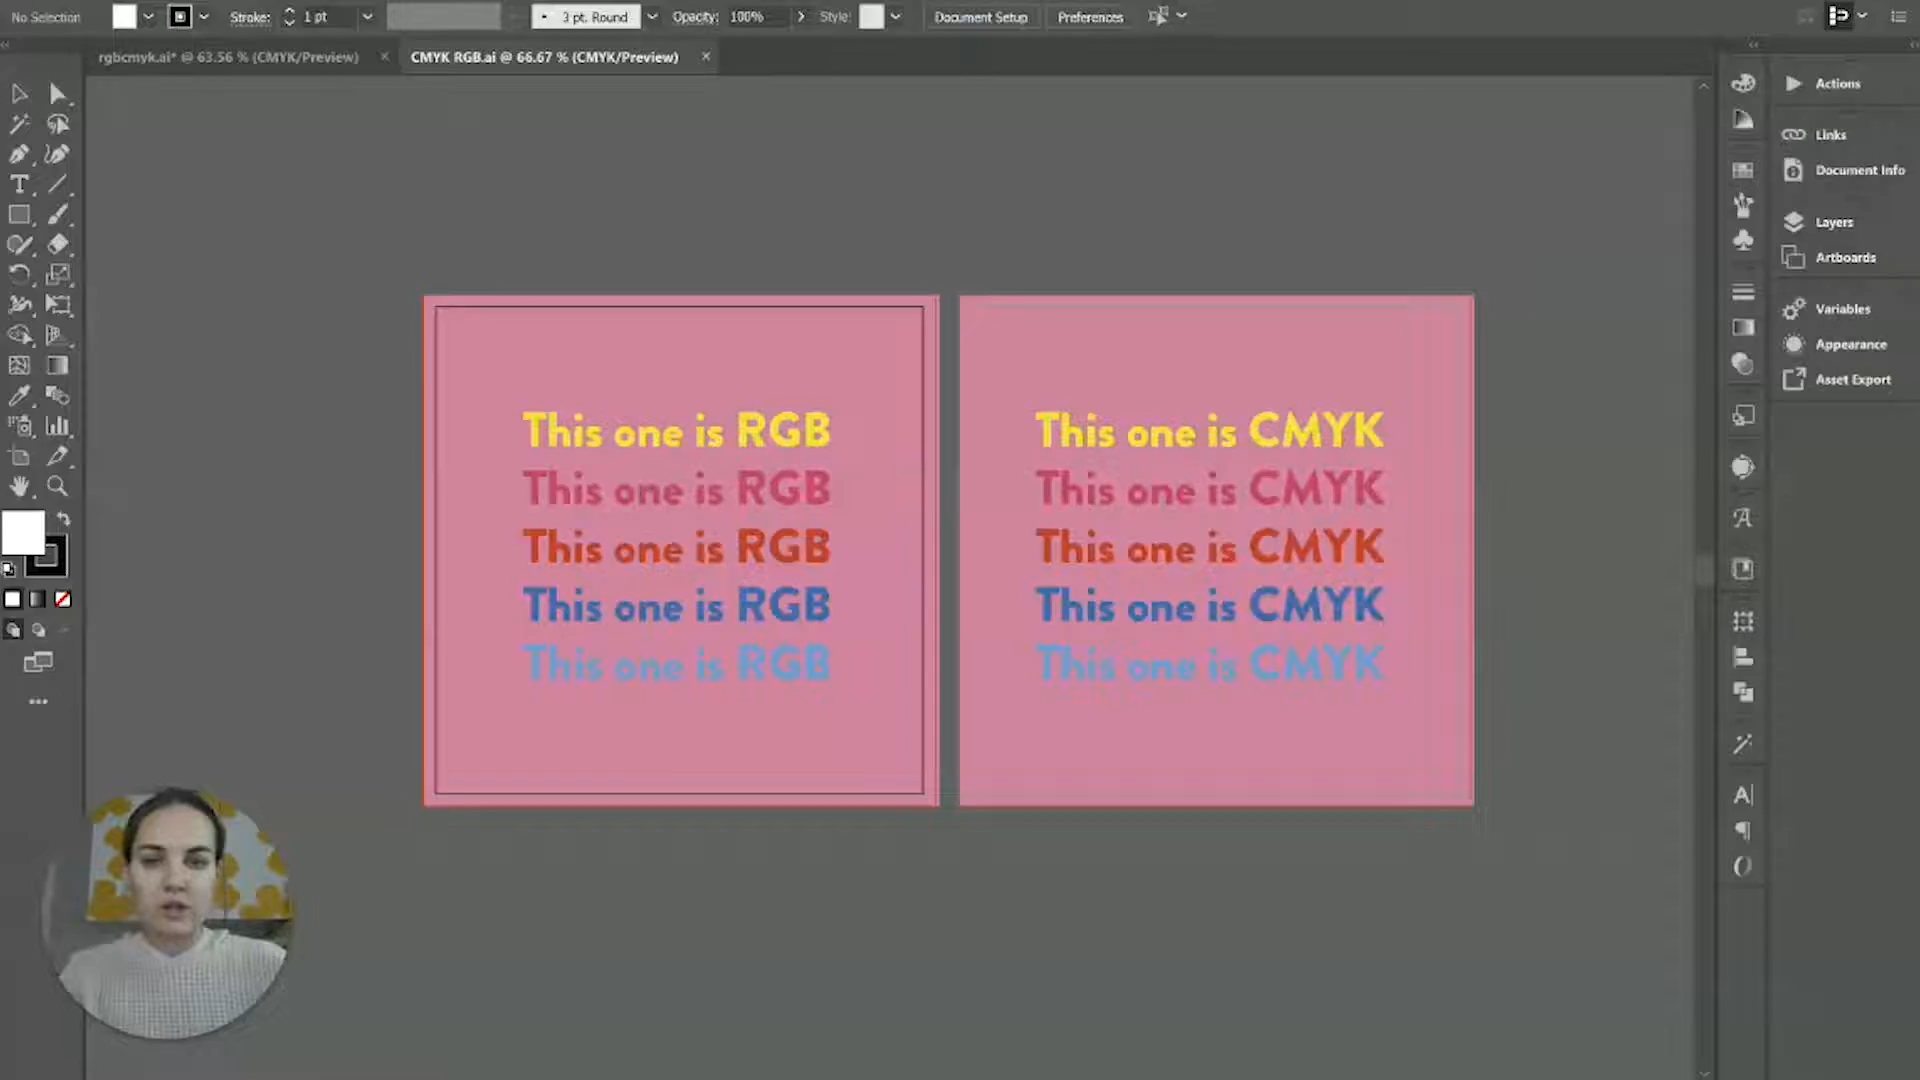 No Selection Stroke: 1 pt 3 pt. Round Opacity: 100% Style: Document Setup Preferences
rgbcmyk.ai* @ 63.56 % (CMYK/Preview) × CMYK RGB.ai @ 66.67 % (CMYK/Preview) ×
Actions
Links
Document Info
Layers
Artboards
Variables
Appearance
Asset Export
This one is RGB
This one is RGB
This one is RGB
This one is RGB
This one is RGB
This one is CMYK
This one is CMYK
This one is CMYK
This one is CMYK
This one is CMYK